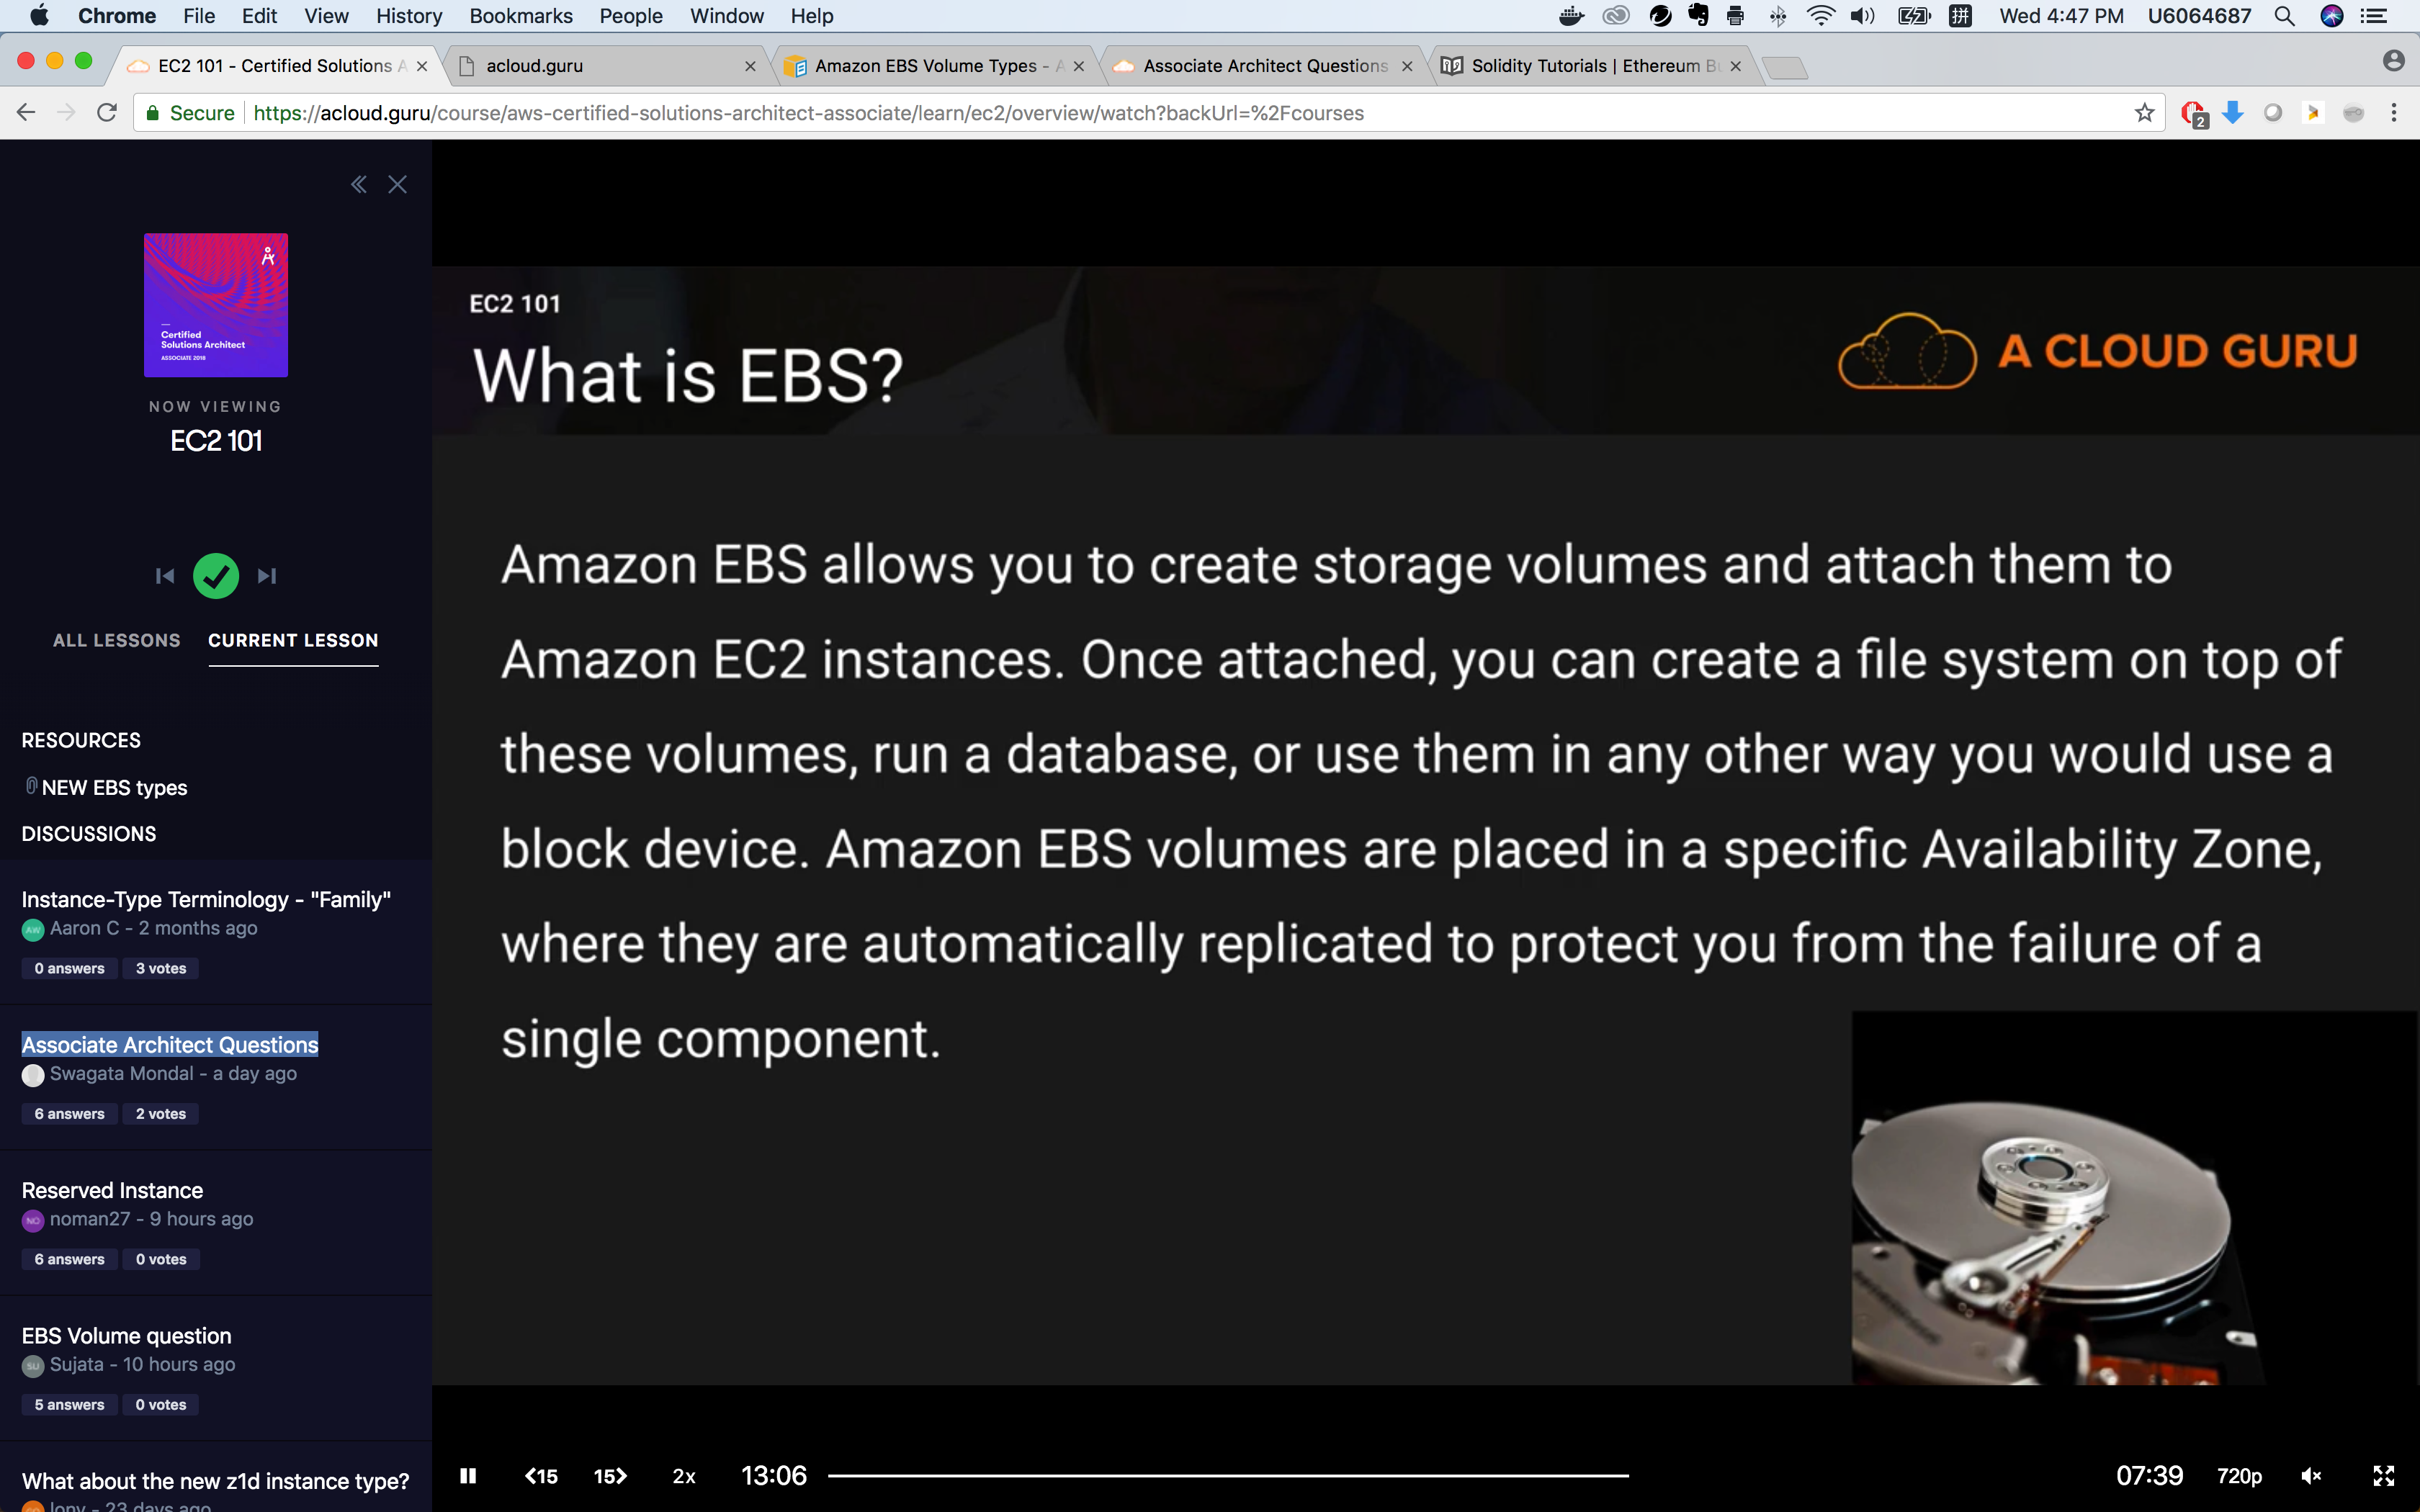 Chrome File Edit View History Bookmarks People Window Help
拼 Wed 4:47 PM U6064687
EC2 101 - Certified Solutions A
acloud.guru
Amazon EBS Volume Types - A
Associate Architect Questions
Solidity Tutorials | Ethereum Bu
Secure https://acloud.guru/course/aws-certified-solutions-architect-associate/learn/ec2/overview/watch?backUrl=%2Fcourses
2
Certified
Solutions Architect
ASSOCIATE 2018
NOW VIEWING
EC2 101
ALL LESSONS CURRENT LESSON
RESOURCES
NEW EBS types
DISCUSSIONS
Instance-Type Terminology - "Family"
AW Aaron C - 2 months ago
0 answers 3 votes
Associate Architect Questions
Swagata Mondal - a day ago
6 answers 2 votes
Reserved Instance
NO noman27 - 9 hours ago
6 answers 0 votes
EBS Volume question
SU Sujata - 10 hours ago
5 answers 0 votes
What about the new z1d instance type?
23 days ago
EC2 101
What is EBS?
A CLOUD GURU
Amazon EBS allows you to create storage volumes and attach them to
Amazon EC2 instances. Once attached, you can create a file system on top of
these volumes, run a database, or use them in any other way you would use a
block device. Amazon EBS volumes are placed in a specific Availability Zone,
where they are automatically replicated to protect you from the failure of a
single component.
15 15 2x 13:06 07:39 720p